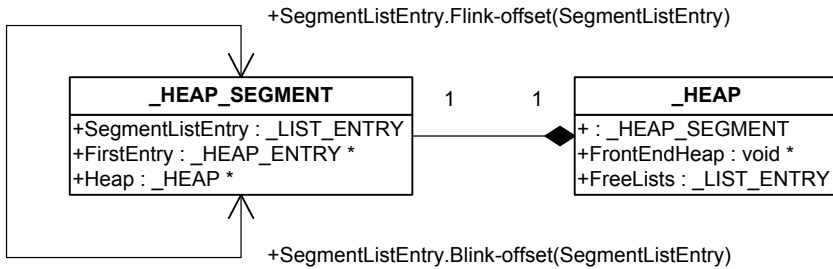 +SegmentListEntry.Flink-offset(SegmentListEntry)
_HEAP_SEGMENT
+SegmentListEntry : _LIST_ENTRY
+FirstEntry : _HEAP_ENTRY *
+Heap : _HEAP *
1 1
_HEAP
+ : _HEAP_SEGMENT
+FrontEndHeap : void *
+FreeLists : _LIST_ENTRY
+SegmentListEntry.Blink-offset(SegmentListEntry)